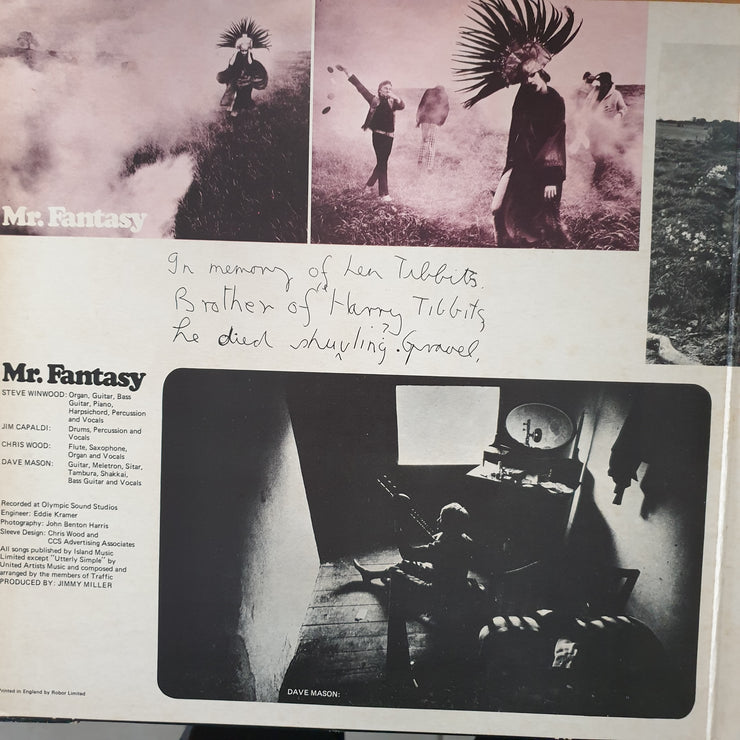 Mr. Fantasy
In memory of Len Tibbits.
Brother of "Harry Tibbits
he died shuvling. Gravel.
Mr. Fantasy
STEVE WINWOOD: Organ, Guitar, Bass
Guitar, Piano,
Harpsichord, Percussion
and Vocals
JIM CAPALDI: Drums, Percussion and
Vocals
CHRIS WOOD: Flute, Saxophone,
Organ and Vocals
DAVE MASON: Guitar, Meletron, Sitar,
Tambura, Shakkai,
Bass Guitar and Vocals
Recorded at Olympic Sound Studios
Engineer: Eddie Kramer
Photography: John Benton Harris
Sleeve Design: Chris Wood and
CCS Advertising Associates
All songs published by Island Music
Limited except "Utterly Simple" by
United Artists Music and composed and
arranged by the members of Traffic
PRODUCED BY: JIMMY MILLER
Printed in England by Robor Limited
DAVE MASON: